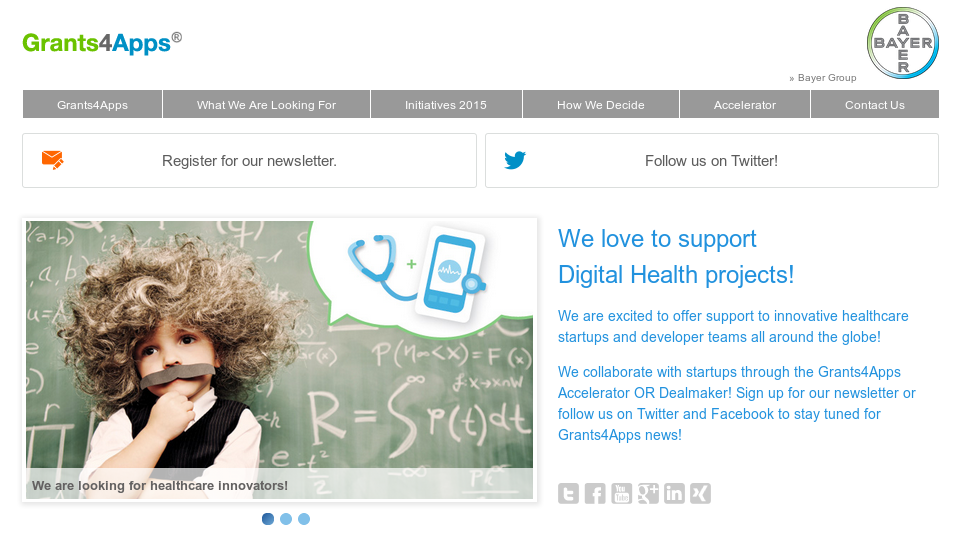 Grants4Apps®
BAYER
BAYER
» Bayer Group
Grants4Apps
What We Are Looking For
Initiatives 2015
How We Decide
Accelerator
Contact Us
Register for our newsletter.
Follow us on Twitter!
We love to support
Digital Health projects!
We are excited to offer support to innovative healthcare
startups and developer teams all around the globe!
We collaborate with startups through the Grants4Apps
Accelerator OR Dealmaker! Sign up for our newsletter or
follow us on Twitter and Facebook to stay tuned for
Grants4Apps news!
P(n<x)=F(x)
R = ∫ p(t)dt
We are looking for healthcare innovators!
You
Tube